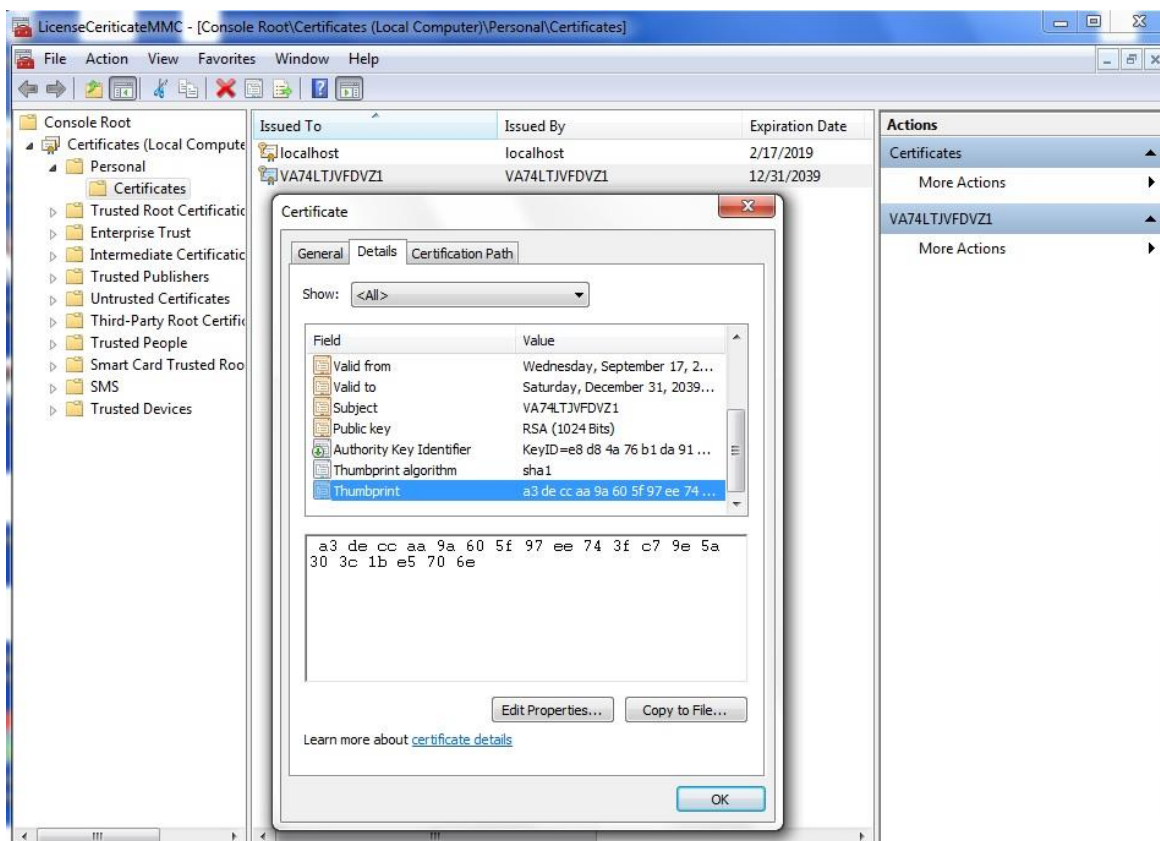 LicenseCeriticateMMC - [Console Root\Certificates (Local Computer)\Personal\Certificates]
File Action View Favorites Window Help
Console Root
Certificates (Local Compute
Personal
Certificates
Trusted Root Certificatic
Enterprise Trust
Intermediate Certificatic
Trusted Publishers
Untrusted Certificates
Third-Party Root Certific
Trusted People
Smart Card Trusted Roo
SMS
Trusted Devices
Issued To Issued By Expiration Date
localhost localhost 2/17/2019
VA74LTJVFDVZ1 VA74LTJVFDVZ1 12/31/2039
Certificate
General Details Certification Path
Show: <All>
Field Value
Valid from Wednesday, September 17, 2...
Valid to Saturday, December 31, 2039...
Subject VA74LTJVFDVZ1
Public key RSA (1024 Bits)
Authority Key Identifier KeyID=e8 d8 4a 76 b1 da 91 ...
Thumbprint algorithm sha1
Thumbprint a3 de cc aa 9a 60 5f 97 ee 74 ...
a3 de cc aa 9a 60 5f 97 ee 74 3f c7 9e 5a
30 3c 1b e5 70 6e
Edit Properties... Copy to File...
Learn more about certificate details
OK
Actions
Certificates
More Actions
VA74LTJVFDVZ1
More Actions